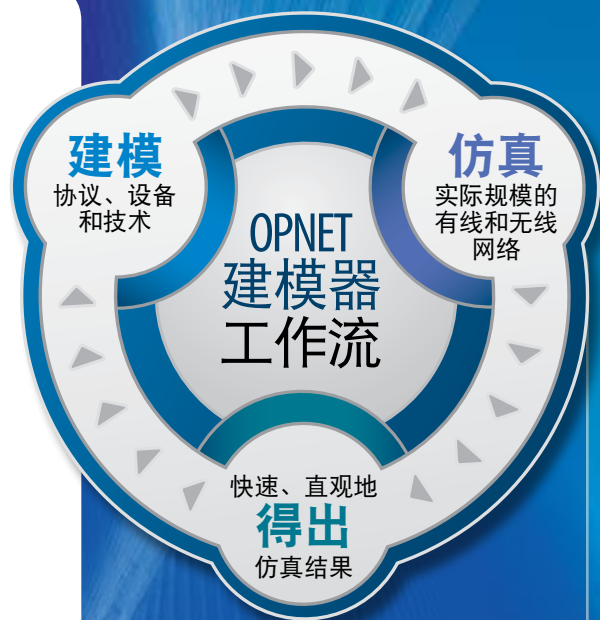 建模
协议、设备
和技术
仿真
实际规模的
有线和无线
网络
OPNET
建模器
工作流
快速、直观地
得出
仿真结果